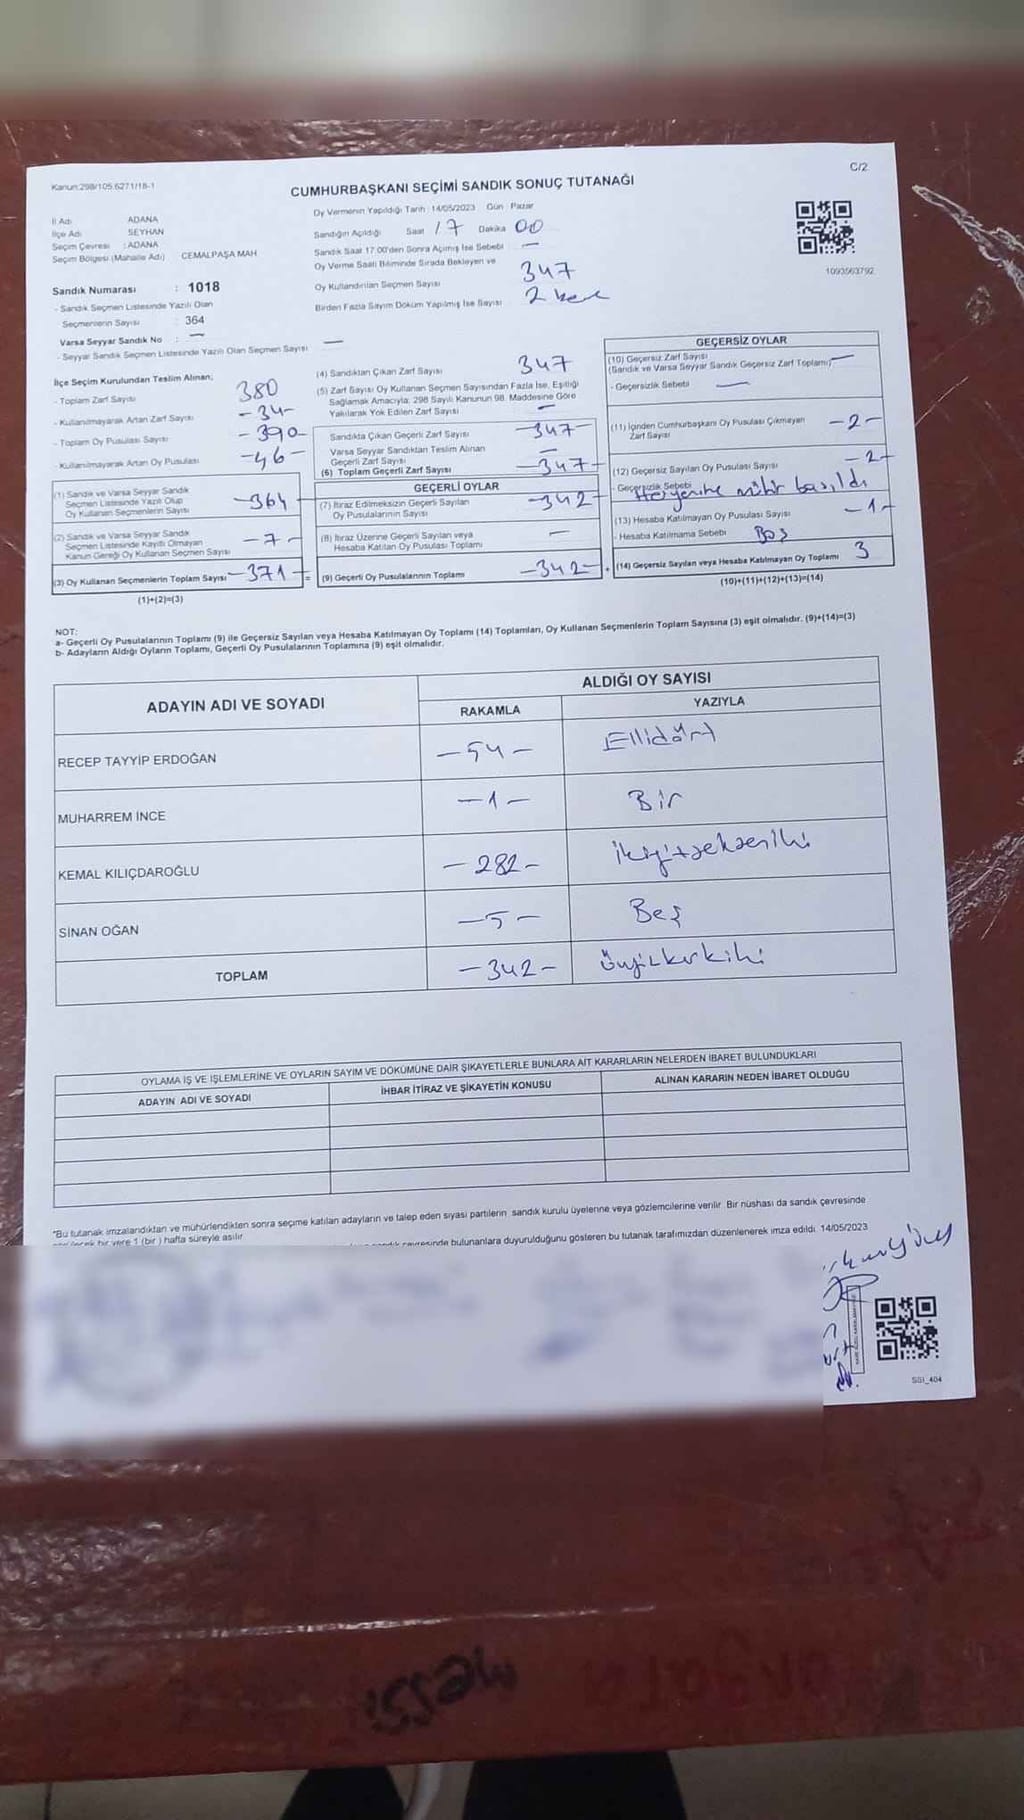 Kanun:298/105.6271/18-1
C/2
CUMHURBAŞKANI SEÇİMİ SANDIK SONUÇ TUTANAĞI
İl Adı ADANA
İlçe Adı SEYHAN
Seçim Çevresi : ADANA
Seçim Bölgesi (Mahalle Adı) CEMALPAŞA MAH
Sandık Numarası : 1018
- Sandık Seçmen Listesinde Yazılı Olan
Seçmenlerin Sayısı : 364
Varsa Seyyar Sandık No : —
- Seyyar Sandık Seçmen Listesinde Yazılı Olan Seçmen Sayısı —
Oy Vermenin Yapıldığı Tarih : 14/05/2023 Gün : Pazar
Sandığın Açıldığı Saat 17 Dakika 00
Sandık Saat 17.00'den Sonra Açılmış İse Sebebi —
Oy Verme Saati Bitiminde Sırada Bekleyen ve
Oy Kullandırılan Seçmen Sayısı 347
Birden Fazla Sayım Döküm Yapılmış İse Sayısı 2 kere
1093563792
İlçe Seçim Kurulundan Teslim Alınan;
- Toplam Zarf Sayısı 380
- Kullanılmayarak Artan Zarf Sayısı -34-
- Toplam Oy Pusulası Sayısı -390-
- Kullanılmayarak Artan Oy Pusulası -46-
(1) Sandık ve Varsa Seyyar Sandık
Seçmen Listesinde Yazılı Olup
Oy Kullanan Seçmenlerin Sayısı -364-
(2) Sandık ve Varsa Seyyar Sandık
Seçmen Listesinde Kayıtlı Olmayan
Kanun Gereği Oy Kullanan Seçmen Sayısı -7-
(3) Oy Kullanan Seçmenlerin Toplam Sayısı -371-
(1)+(2)=(3)
(4) Sandıktan Çıkan Zarf Sayısı 347
(5) Zarf Sayısı Oy Kullanan Seçmen Sayısından Fazla İse, Eşitliği
Sağlamak Amacıyla; 298 Sayılı Kanunun 98. Maddesine Göre
Yakılarak Yok Edilen Zarf Sayısı —
Sandıkta Çıkan Geçerli Zarf Sayısı -347-
Varsa Seyyar Sandıktan Teslim Alınan
Geçerli Zarf Sayısı —
(6) Toplam Geçerli Zarf Sayısı -347-
GEÇERLİ OYLAR
(7) İtiraz Edilmeksizin Geçerli Sayılan
Oy Pusulalarının Sayısı -342-
(8) İtiraz Üzerine Geçerli Sayılan veya
Hesaba Katılan Oy Pusulası Toplamı —
(9) Geçerli Oy Pusulalarının Toplamı -342-
GEÇERSİZ OYLAR
(10) Geçersiz Zarf Sayısı
(Sandık ve Varsa Seyyar Sandık Geçersiz Zarf Toplamı) —
- Geçersizlik Sebebi —
(11) İçinden Cumhurbaşkanı Oy Pusulası Çıkmayan
Zarf Sayısı -2-
(12) Geçersiz Sayılan Oy Pusulası Sayısı -2-
- Geçersizlik Sebebi Her yerine mühür basıldı
(13) Hesaba Katılmayan Oy Pusulası Sayısı -1-
- Hesaba Katılmama Sebebi Boş
(14) Geçersiz Sayılan veya Hesaba Katılmayan Oy Toplamı 3
(10)+(11)+(12)+(13)=(14)
NOT:
a- Geçerli Oy Pusulalarının Toplamı (9) ile Geçersiz Sayılan veya Hesaba Katılmayan Oy Toplamı (14) Toplamları, Oy Kullanan Seçmenlerin Toplam Sayısına (3) eşit olmalıdır. (9)+(14)=(3)
b- Adayların Aldığı Oyların Toplamı, Geçerli Oy Pusulalarının Toplamına (9) eşit olmalıdır.
ADAYIN ADI VE SOYADI ALDIĞI OY SAYISI
RAKAMLA YAZIYLA
RECEP TAYYİP ERDOĞAN -54- Ellidört
MUHARREM İNCE -1- Bir
KEMAL KILIÇDAROĞLU -282- ikiyüzsekseniki
SİNAN OĞAN -5- Beş
TOPLAM -342- üçyüzkırkiki
OYLAMA İŞ VE İŞLEMLERİNE VE OYLARIN SAYIM VE DÖKÜMÜNE DAİR ŞİKAYETLERLE BUNLARA AİT KARARLARIN NELERDEN İBARET BULUNDUKLARI
ADAYIN ADI VE SOYADI İHBAR İTİRAZ VE ŞİKAYETİN KONUSU ALINAN KARARIN NEDEN İBARET OLDUĞU
*Bu tutanak imzalandıktan ve mühürlendikten sonra seçime katılan adayların ve talep eden siyasi partilerin sandık kurulu üyelerine veya gözlemcilerine verilir. Bir nüshası da sandık çevresinde
bir yere 1 (bir) hafta süreyle asılır.
bulunanlara duyurulduğunu gösteren bu tutanak tarafımızdan düzenlenerek imza edildi. 14/05/2023
SSI_404